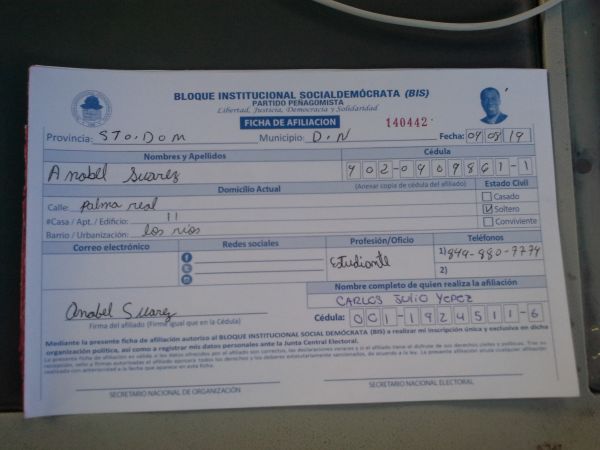 BLOQUE INSTITUCIONAL SOCIALDEMÓCRATA (BIS)
PARTIDO PEÑAGOMISTA
Libertad, Justicia, Democracia y Solidaridad
FICHA DE AFILIACIÓN 140442
Provincia: STO. DOM Municipio: D.N Fecha: 09/08/19
Nombres y Apellidos Cédula
Anabel Suarez 402-0909861-1
Domicilio Actual (Anexar copia de cédula del afiliado) Estado Civil
Calle: Palma real Casado
#Casa / Apt. / Edificio: 11 Soltero
Barrio / Urbanización: los rios Conviviente
Correo electrónico Redes sociales Profesión/Oficio Teléfonos
Estudiante 1) 849-880-7774
2)
Nombre completo de quien realiza la afiliación
Anabel Suarez CARLOS JULIO YEPEZ
Firma del afiliado (Firma igual que en la Cédula) Cédula: 001-1924511-6
Mediante la presente ficha de afiliación autorizo al BLOQUE INSTITUCIONAL SOCIAL DEMÓCRATA (BIS) a realizar mi inscripción única y exclusiva en dicha
organización política, así como a registrar mis datos personales ante la Junta Central Electoral.
SECRETARIO NACIONAL DE ORGANIZACIÓN SECRETARIO NACIONAL ELECTORAL